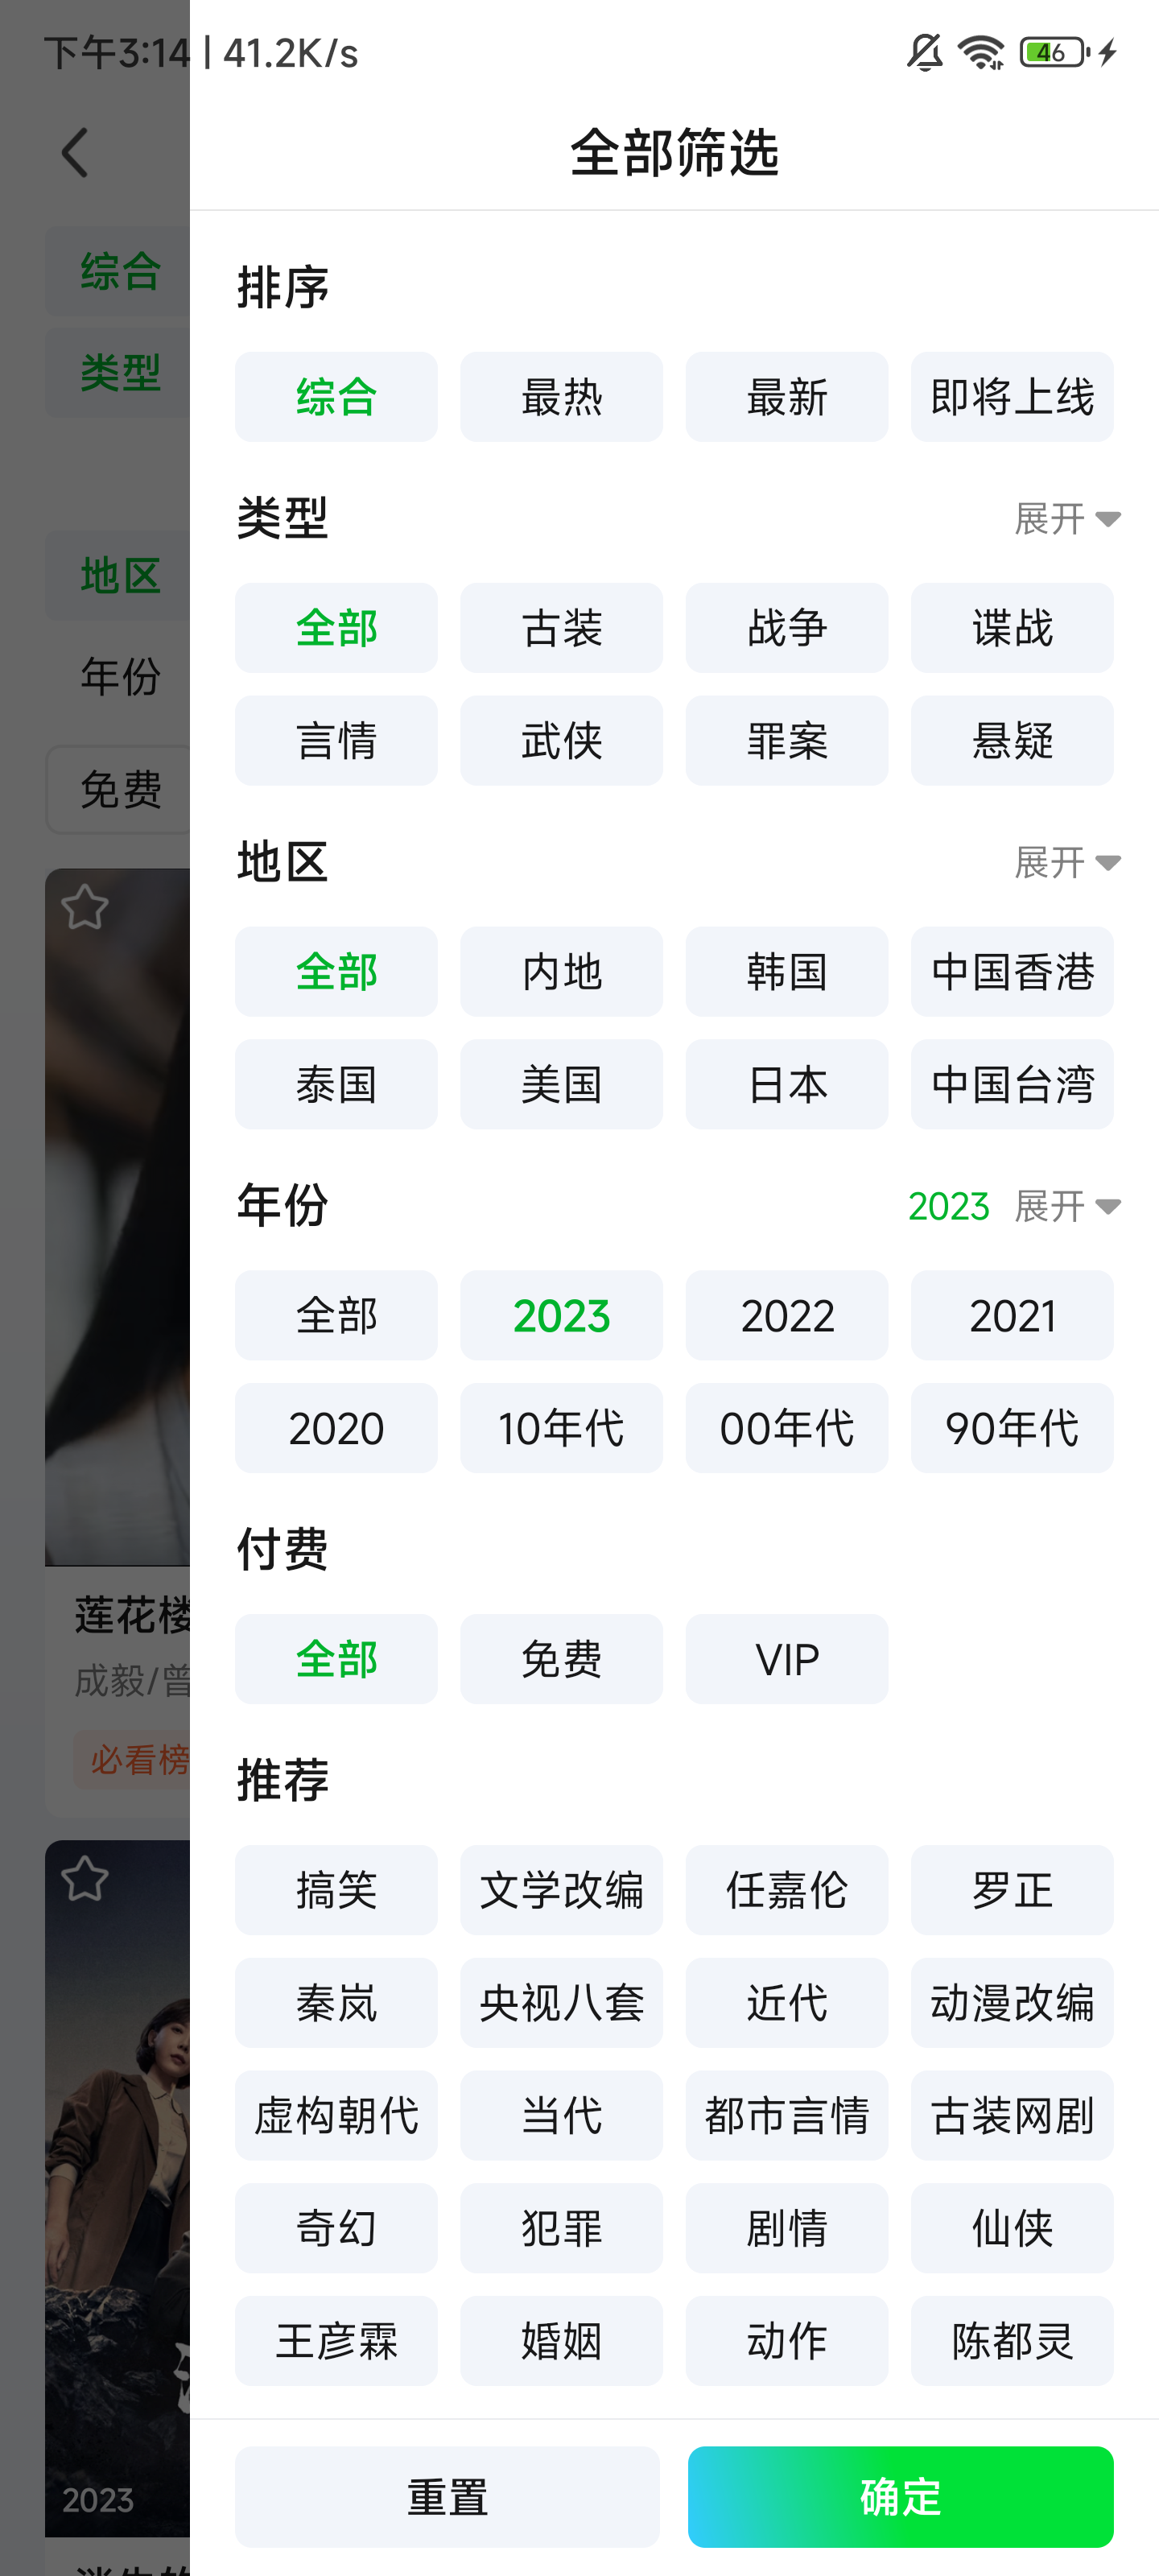 下午3:14 | 41.2K/s
46
全部筛选
综合
类型
地区
年份
免费
莲花楼
成毅/曾
必看榜
2023
排序
综合 最热 最新 即将上线
类型 展开
全部 古装 战争 谍战
言情 武侠 罪案 悬疑
地区 展开
全部 内地 韩国 中国香港
泰国 美国 日本 中国台湾
年份 2023 展开
全部 2023 2022 2021
2020 10年代 00年代 90年代
付费
全部 免费 VIP
推荐
搞笑 文学改编 任嘉伦 罗正
秦岚 央视八套 近代 动漫改编
虚构朝代 当代 都市言情 古装网剧
奇幻 犯罪 剧情 仙侠
王彦霖 婚姻 动作 陈都灵
重置 确定